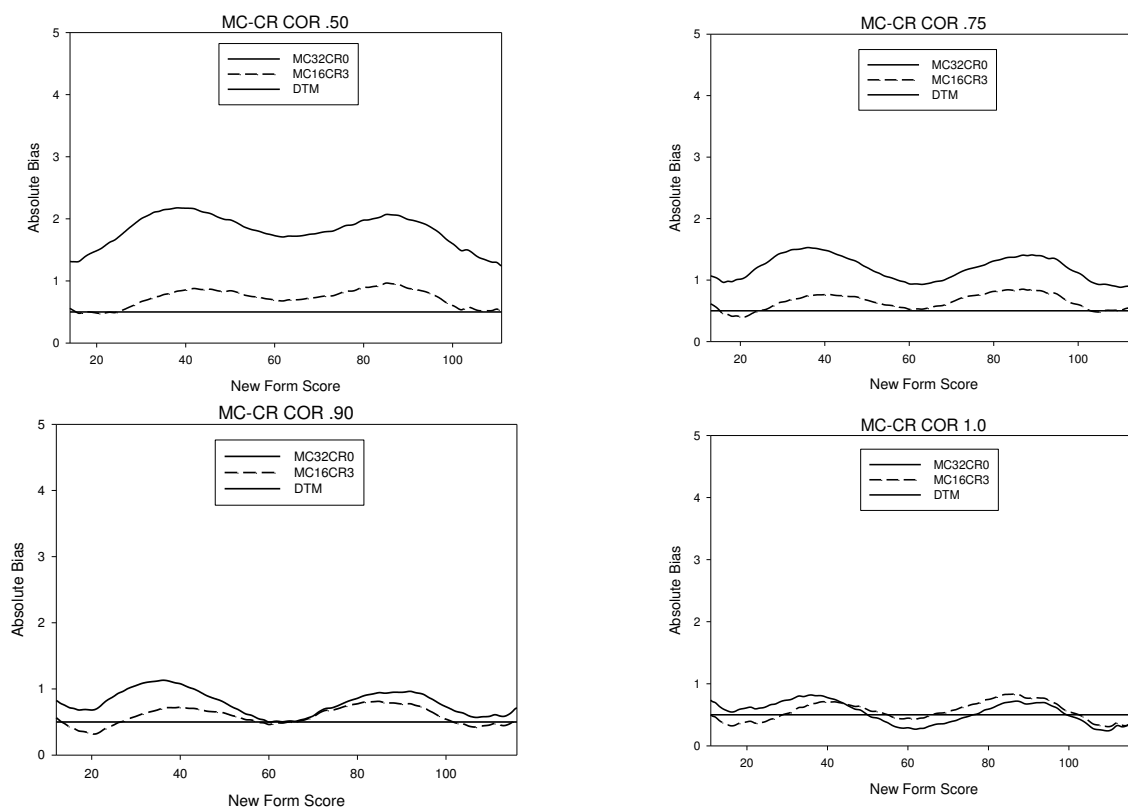 MC-CR COR .50
5
4
3
2
1
0
Absolute Bias
MC32CR0
MC16CR3
DTM
20 40 60 80 100
New Form Score
MC-CR COR .75
5
4
3
2
1
0
Absolute Bias
MC32CR0
MC16CR3
DTM
20 40 60 80 100
New Form Score
MC-CR COR .90
5
4
3
2
1
0
Absolute Bias
MC32CR0
MC16CR3
DTM
20 40 60 80 100
New Form Score
MC-CR COR 1.0
5
4
3
2
1
0
Absolute Bias
MC32CR0
MC16CR3
DTM
20 40 60 80 100
New Form Score